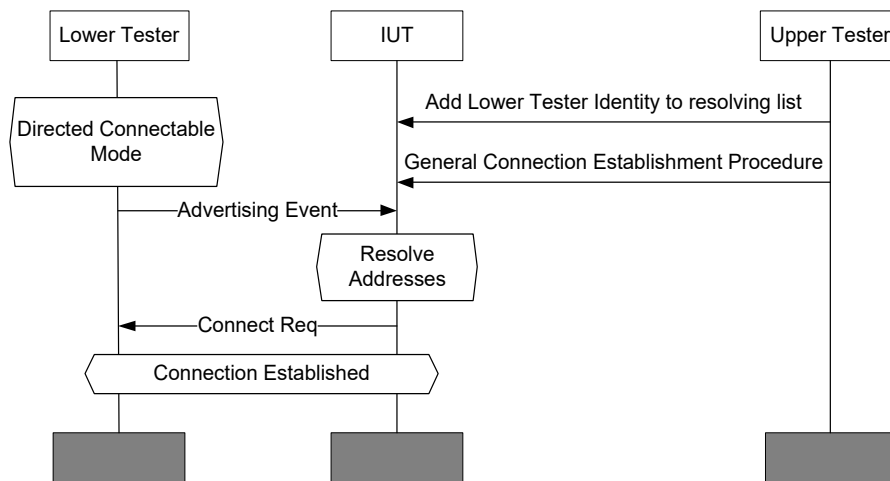 Lower Tester
IUT
Upper Tester
Directed Connectable
Mode
Add Lower Tester Identity to resolving list
General Connection Establishment Procedure
Advertising Event
Resolve
Addresses
Connect Req
Connection Established